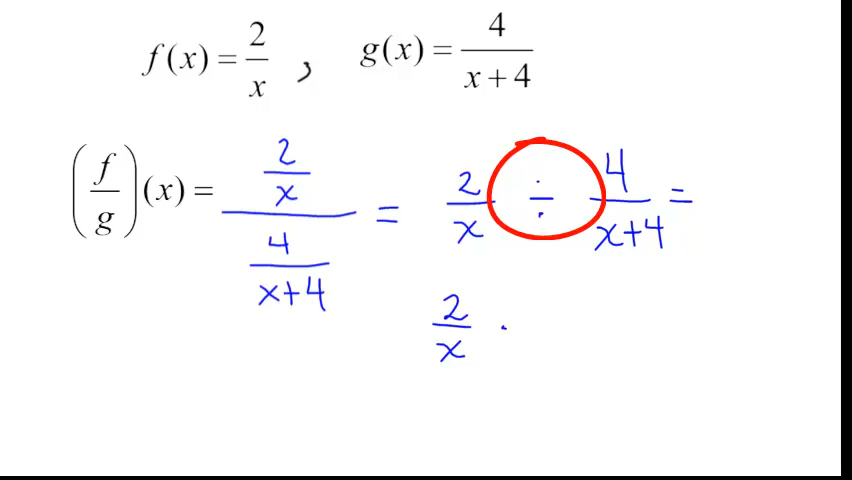 f(x) = 2/x , g(x) = 4/(x+4)
(f/g)(x) = (2/x)/(4/(x+4)) = 2/x ÷ 4/(x+4) =
2/x ·